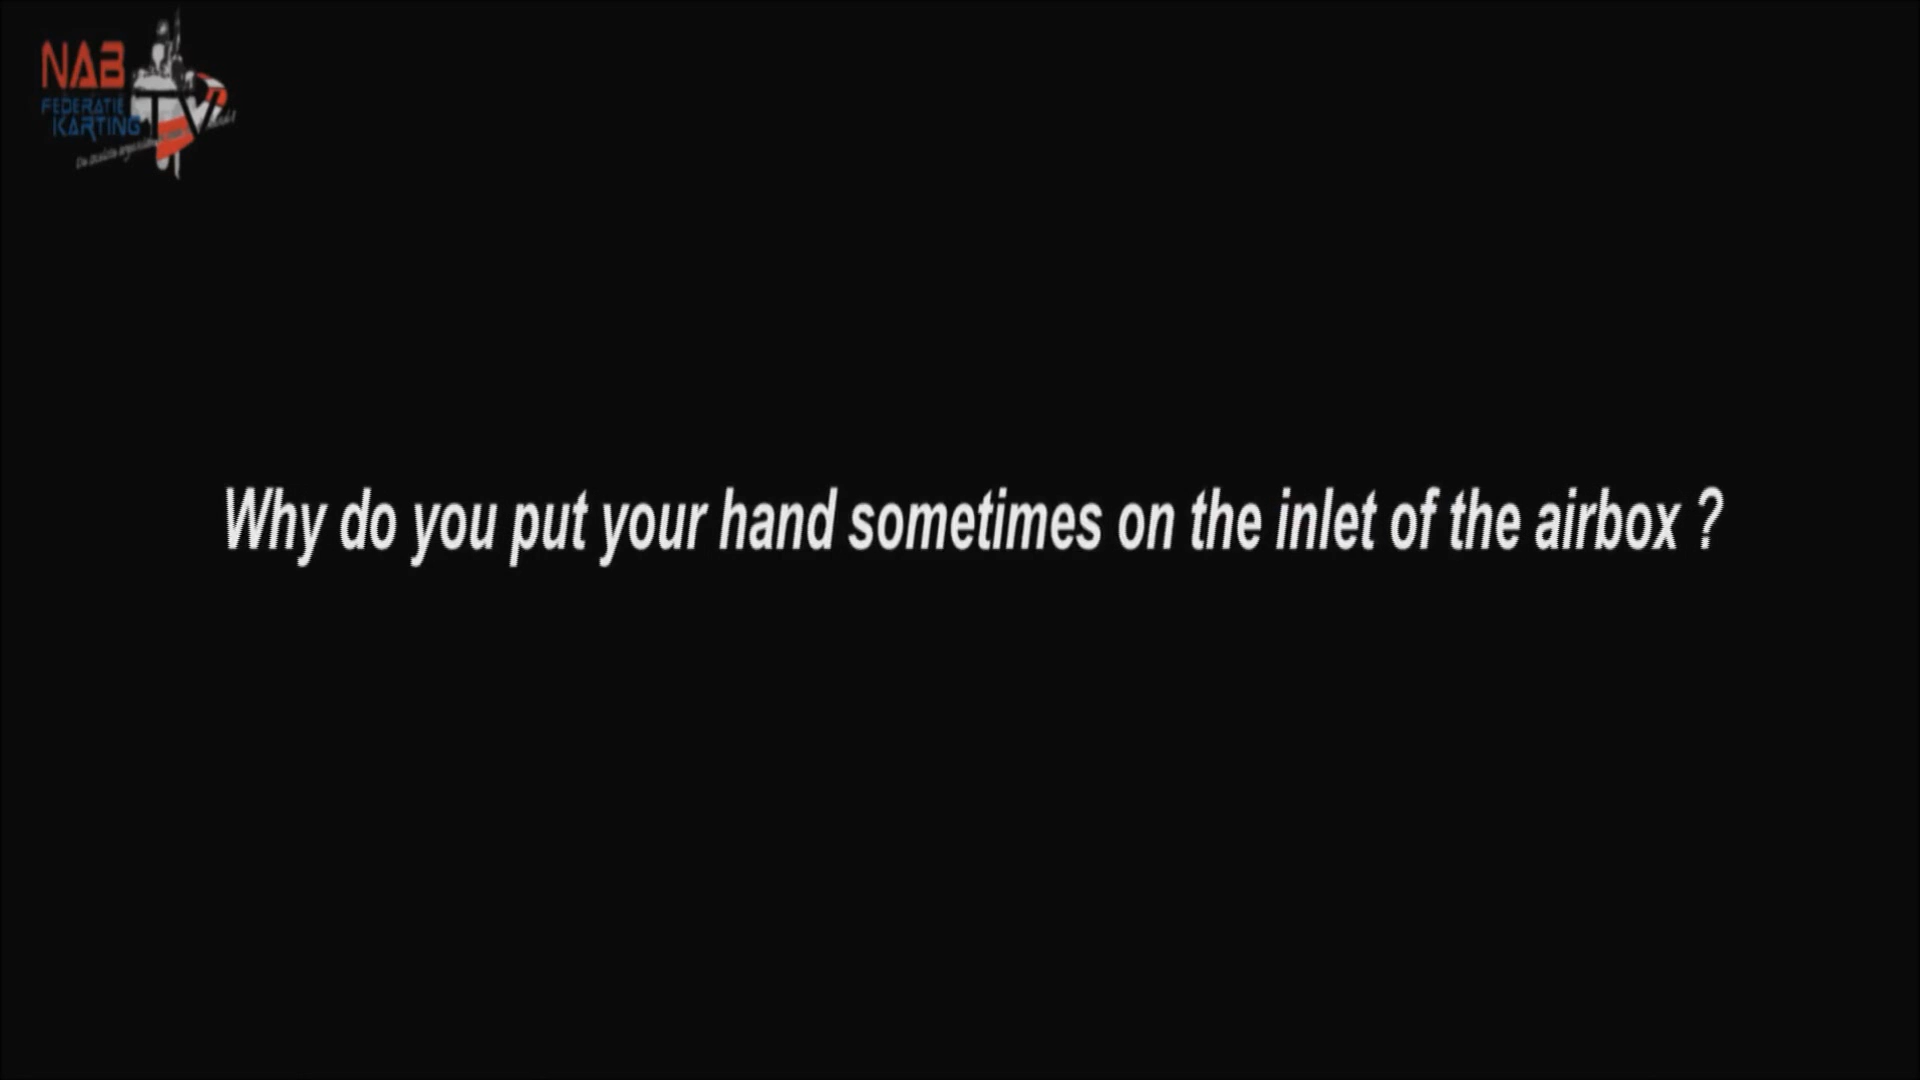 NAB
FEDERATIE
KARTING
TV
Why do you put your hand sometimes on the inlet of the airbox ?